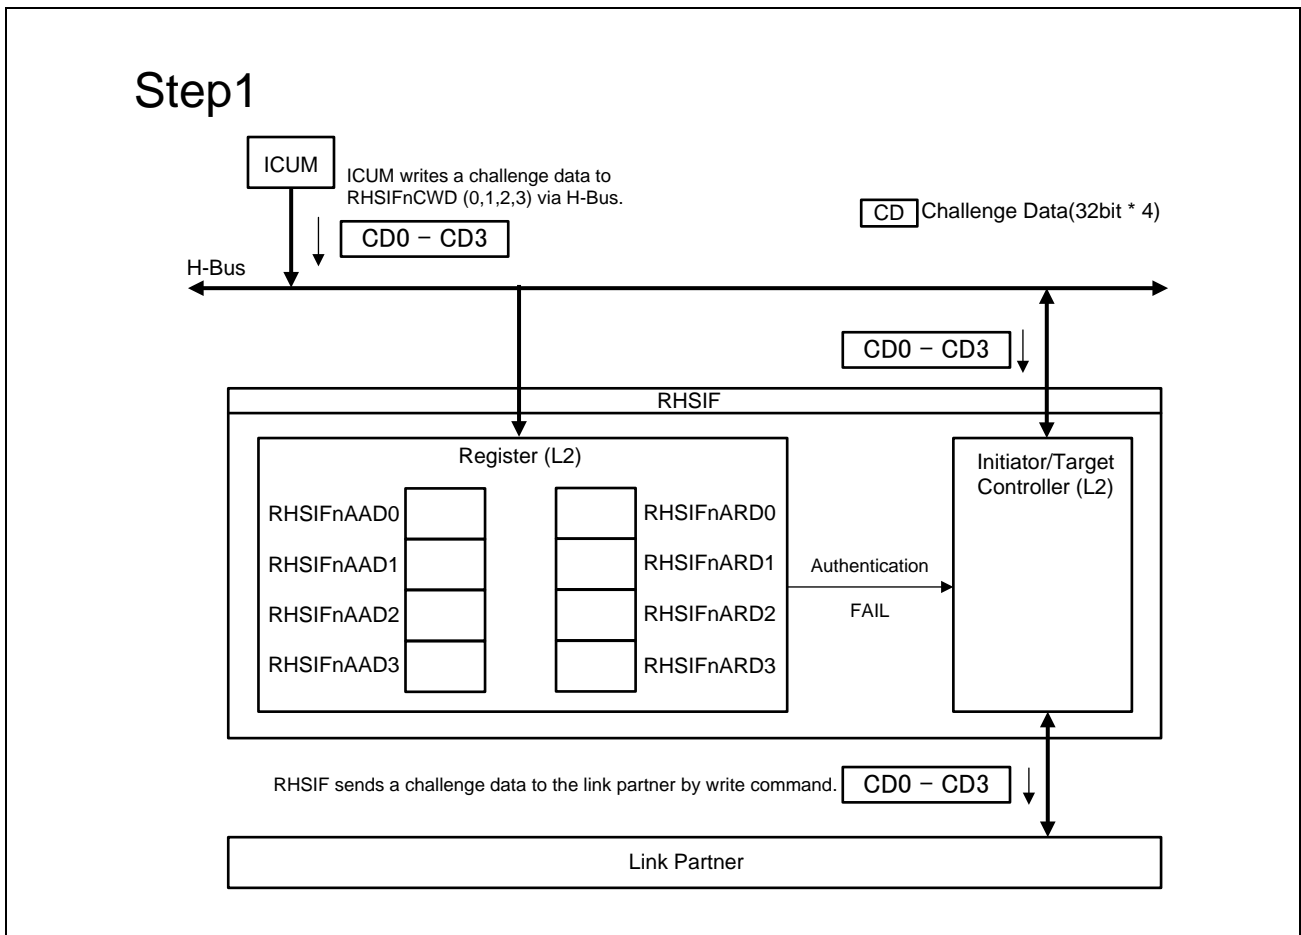 Step1
ICUM
ICUM writes a challenge data to
RHSIFnCWD (0,1,2,3) via H-Bus.
CD Challenge Data(32bit * 4)
CD0 − CD3
H-Bus
CD0 − CD3
RHSIF
Register (L2)
Initiator/Target
Controller (L2)
RHSIFnAAD0
RHSIFnARD0
RHSIFnAAD1
RHSIFnARD1
Authentication
RHSIFnAAD2
RHSIFnARD2
FAIL
RHSIFnAAD3
RHSIFnARD3
RHSIF sends a challenge data to the link partner by write command.
CD0 − CD3
Link Partner